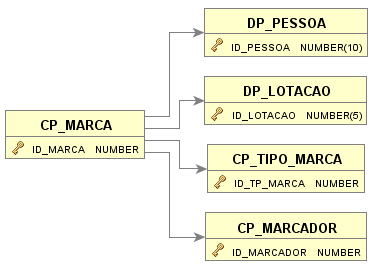 DP_PESSOA
ID_PESSOA NUMBER(10)
DP_LOTACAO
ID_LOTACAO NUMBER(5)
CP_MARCA
ID_MARCA NUMBER
CP_TIPO_MARCA
ID_TP_MARCA NUMBER
CP_MARCADOR
ID_MARCADOR NUMBER